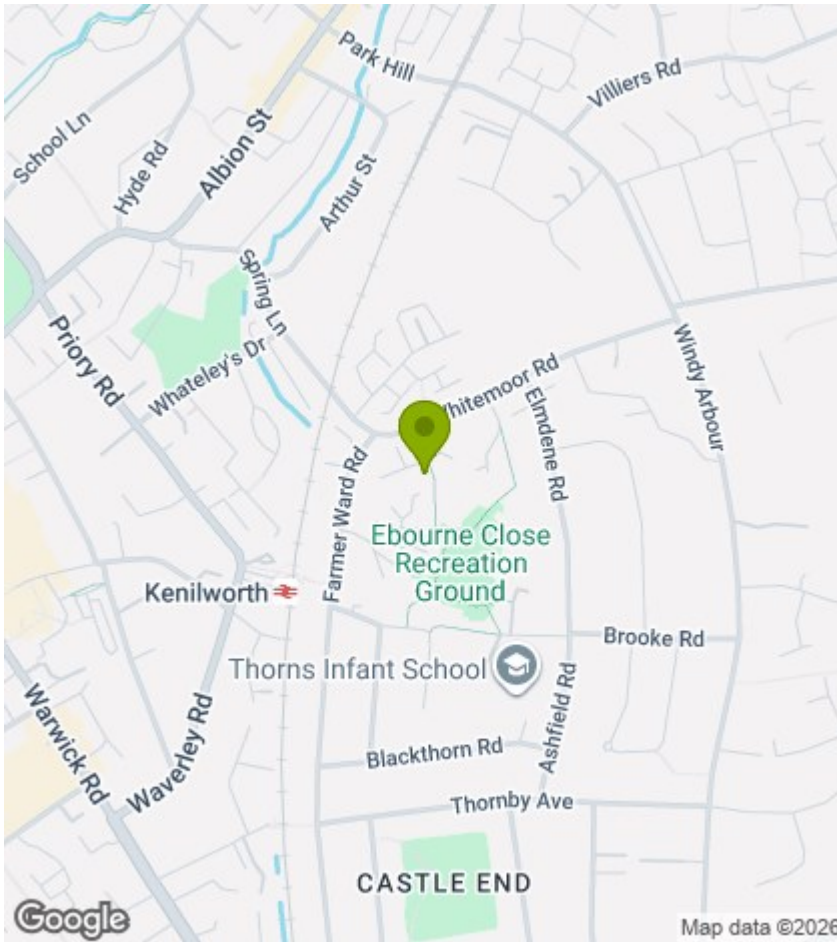 Park Hill
Villiers Rd
School Ln
Hyde Rd
Albion St
Arthur St
Spring Ln
Priory Rd
Whateley's Dr
Whitemoor Rd
Windy Arbour
Elmdene Rd
Farmer Ward Rd
Ebourne Close
Recreation
Ground
Kenilworth
Brooke Rd
Thorns Infant School
Ashfield Rd
Warwick Rd
Waverley Rd
Blackthorn Rd
Thornby Ave
CASTLE END
Google
Map data ©2026